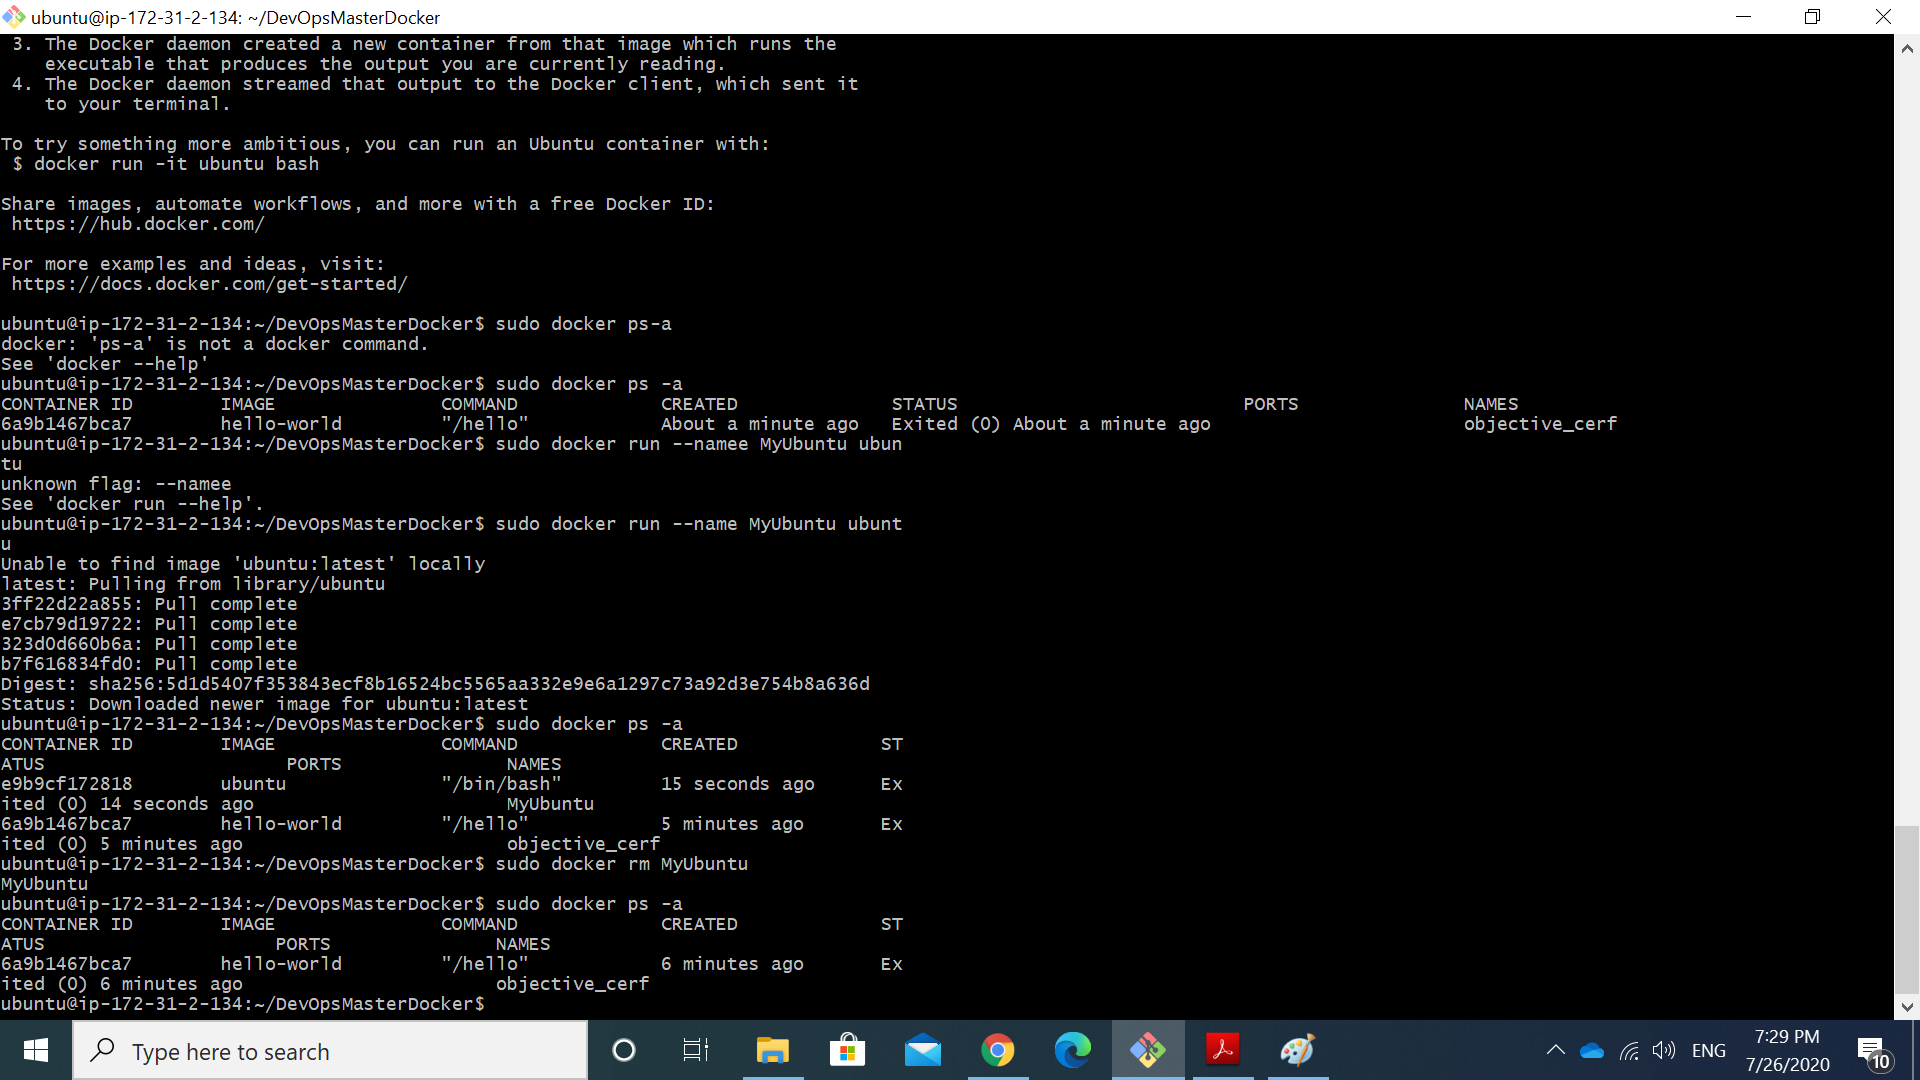 ubuntu@ip-172-31-2-134: ~/DevOpsMasterDocker
3. The Docker daemon created a new container from that image which runs the
executable that produces the output you are currently reading.
4. The Docker daemon streamed that output to the Docker client, which sent it
to your terminal.
To try something more ambitious, you can run an Ubuntu container with:
$ docker run -it ubuntu bash
Share images, automate workflows, and more with a free Docker ID:
https://hub.docker.com/
For more examples and ideas, visit:
https://docs.docker.com/get-started/
ubuntu@ip-172-31-2-134:~/DevOpsMasterDocker$ sudo docker ps-a
docker: 'ps-a' is not a docker command.
See 'docker --help'
ubuntu@ip-172-31-2-134:~/DevOpsMasterDocker$ sudo docker ps -a
CONTAINER ID IMAGE COMMAND CREATED STATUS PORTS NAMES
6a9b1467bca7 hello-world "/hello" About a minute ago Exited (0) About a minute ago objective_cerf
ubuntu@ip-172-31-2-134:~/DevOpsMasterDocker$ sudo docker run --namee MyUbuntu ubun
tu
unknown flag: --namee
See 'docker run --help'.
ubuntu@ip-172-31-2-134:~/DevOpsMasterDocker$ sudo docker run --name MyUbuntu ubunt
u
Unable to find image 'ubuntu:latest' locally
latest: Pulling from library/ubuntu
3ff22d22a855: Pull complete
e7cb79d19722: Pull complete
323d0d660b6a: Pull complete
b7f616834fd0: Pull complete
Digest: sha256:5d1d5407f353843ecf8b16524bc5565aa332e9e6a1297c73a92d3e754b8a636d
Status: Downloaded newer image for ubuntu:latest
ubuntu@ip-172-31-2-134:~/DevOpsMasterDocker$ sudo docker ps -a
CONTAINER ID IMAGE COMMAND CREATED ST
ATUS PORTS NAMES
e9b9cf172818 ubuntu "/bin/bash" 15 seconds ago Ex
ited (0) 14 seconds ago MyUbuntu
6a9b1467bca7 hello-world "/hello" 5 minutes ago Ex
ited (0) 5 minutes ago objective_cerf
ubuntu@ip-172-31-2-134:~/DevOpsMasterDocker$ sudo docker rm MyUbuntu
MyUbuntu
ubuntu@ip-172-31-2-134:~/DevOpsMasterDocker$ sudo docker ps -a
CONTAINER ID IMAGE COMMAND CREATED ST
ATUS PORTS NAMES
6a9b1467bca7 hello-world "/hello" 6 minutes ago Ex
ited (0) 6 minutes ago objective_cerf
ubuntu@ip-172-31-2-134:~/DevOpsMasterDocker$
Type here to search
ENG
7:29 PM
7/26/2020
10